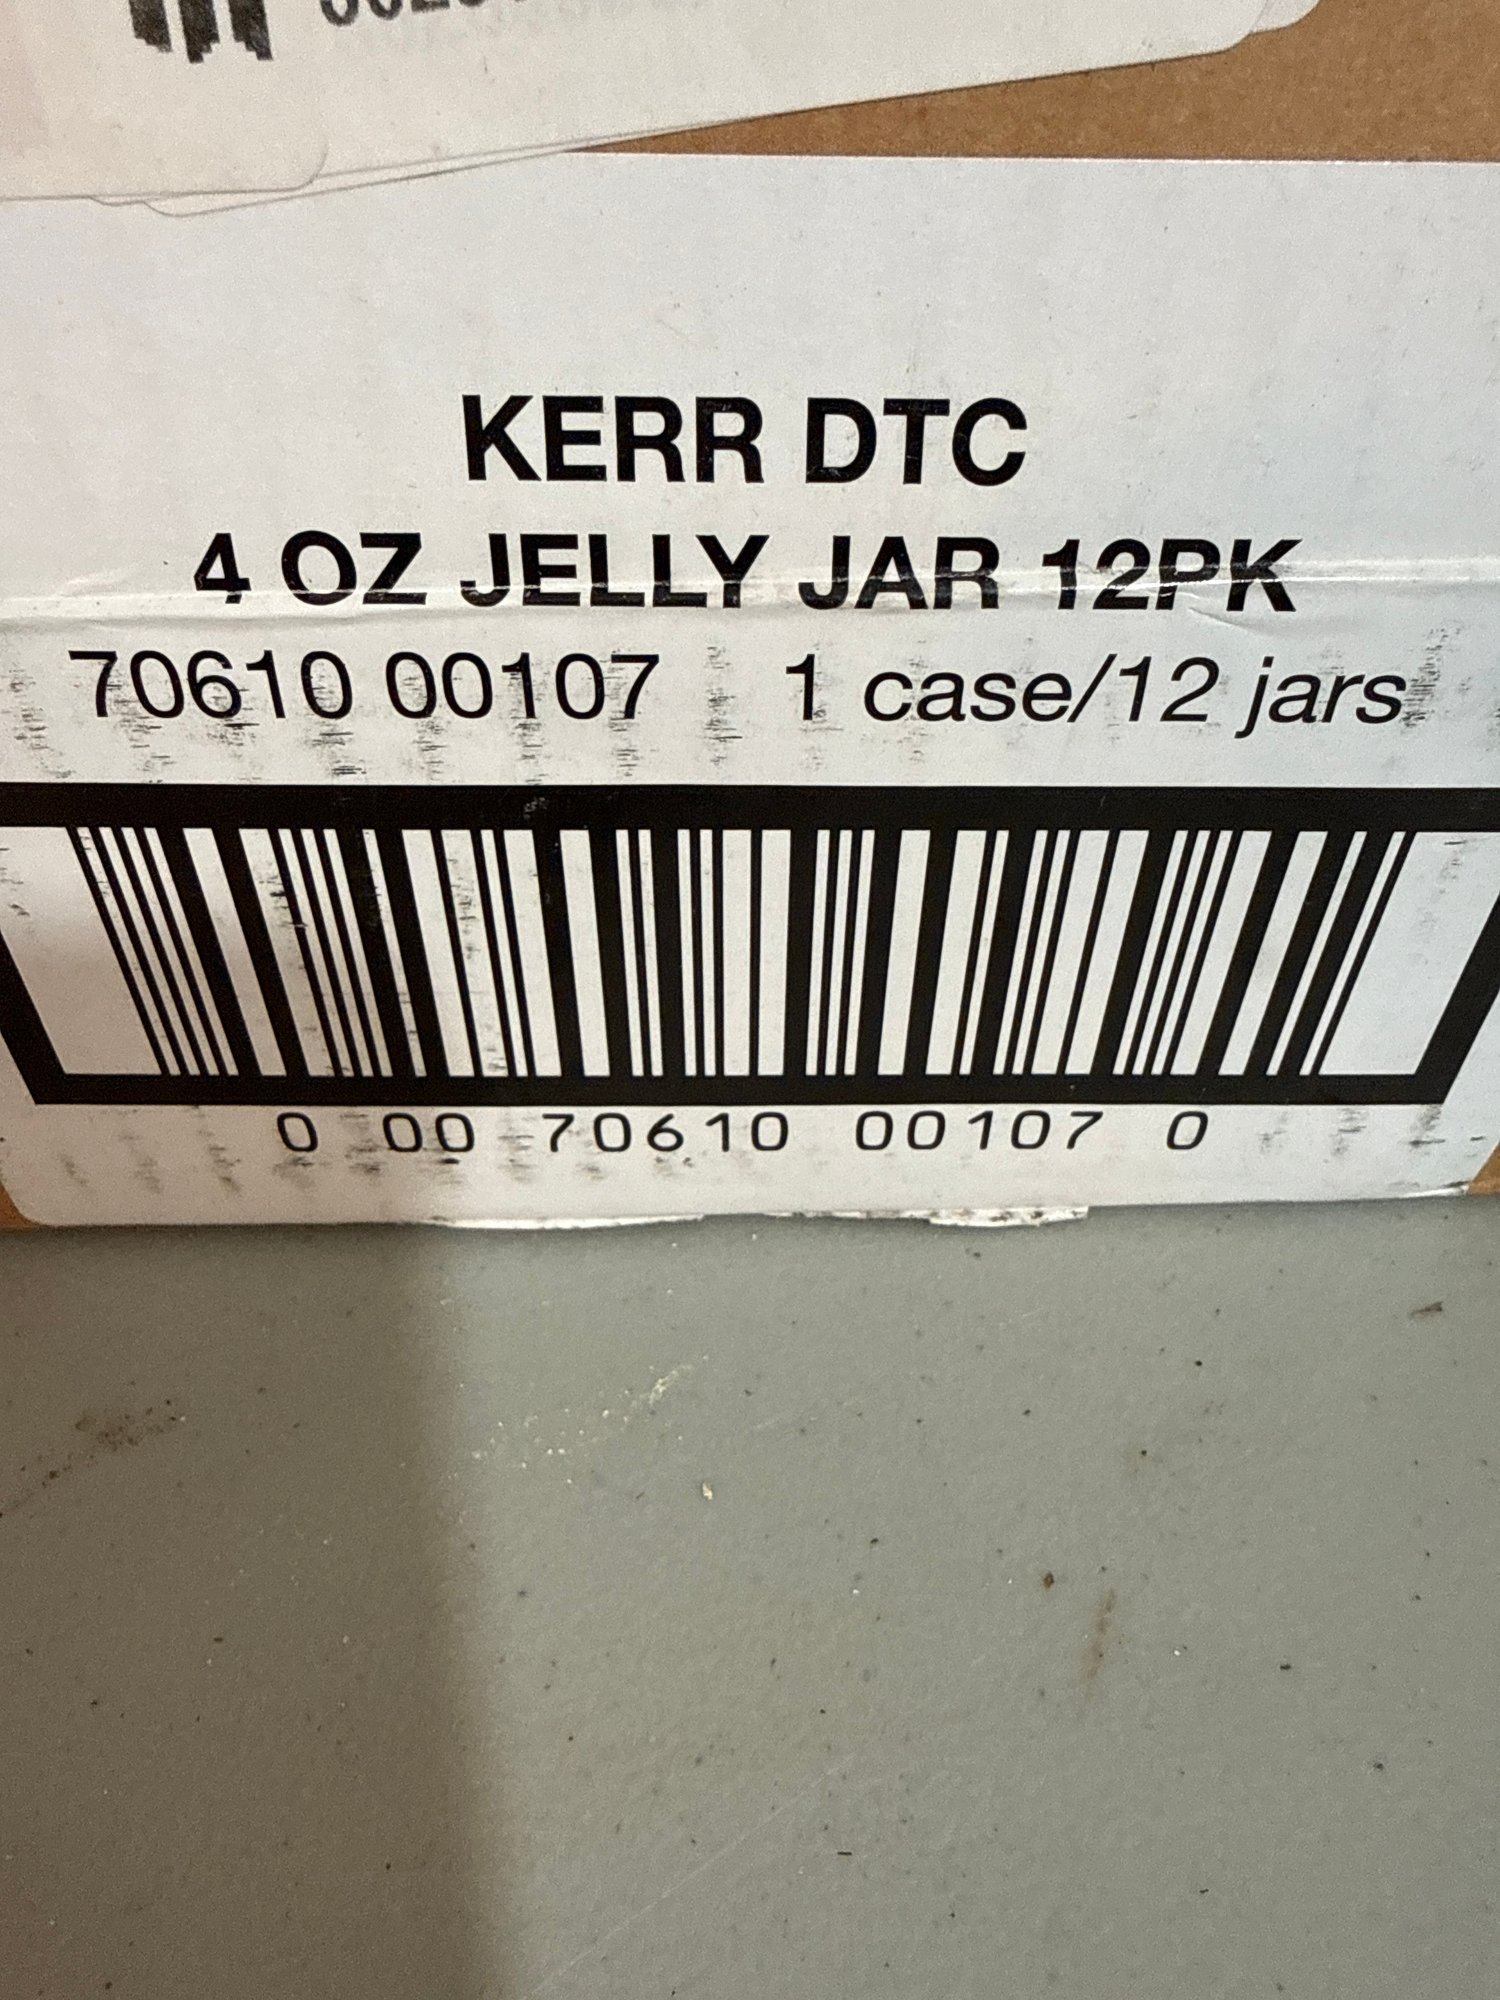 KERR DTC
4 OZ JELLY JAR 12PK
70610 00107 1 case/12 jars
0 00 70610 00107 0